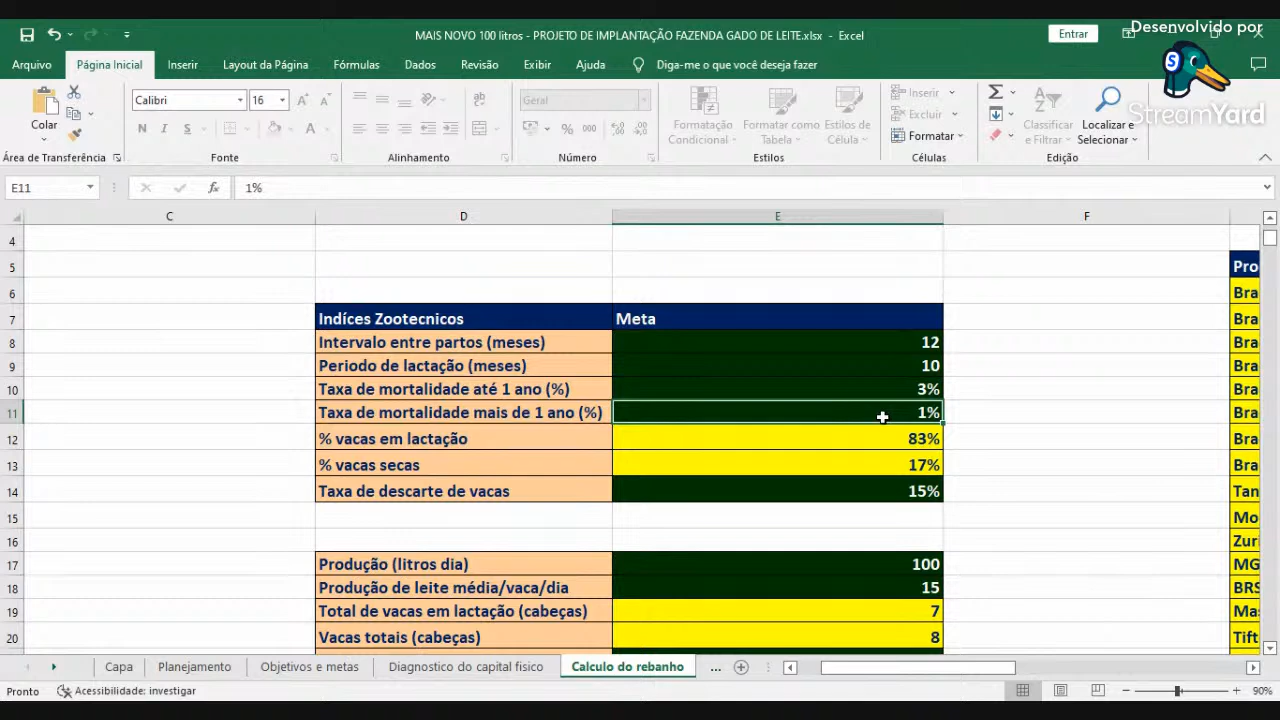 Desenvolvido por
StreamYard
MAIS NOVO 100 litros - PROJETO DE IMPLANTAÇÃO FAZENDA GADO DE LEITE.xlsx - Excel
Entrar
Arquivo Página Inicial Inserir Layout da Página Fórmulas Dados Revisão Exibir Ajuda Diga-me o que você deseja fazer
Colar
Calibri 16
N I S
Geral
% 000
Formatação Condicional
Formatar como Tabela
Estilos de Célula
Inserir
Excluir
Formatar
Classificar e Filtrar
Localizar e Selecionar
Área de Transferência Fonte Alinhamento Número Estilos Células Edição
E11 fx 1%
C D E F
4
5 Pro
6 Bra
7 Indíces Zootecnicos Meta Bra
8 Intervalo entre partos (meses) 12 Bra
9 Periodo de lactação (meses) 10 Bra
10 Taxa de mortalidade até 1 ano (%) 3% Bra
11 Taxa de mortalidade mais de 1 ano (%) 1% Bra
12 % vacas em lactação 83% Bra
13 % vacas secas 17% Bra
14 Taxa de descarte de vacas 15% Tan
15 Mo
16 Zuri
17 Produção (litros dia) 100 MG
18 Produção de leite média/vaca/dia 15 BRS
19 Total de vacas em lactação (cabeças) 7 Mas
20 Vacas totais (cabeças) 8 Tift
Capa Planejamento Objetivos e metas Diagnostico do capital fisico Calculo do rebanho ...
Pronto Acessibilidade: investigar 90%